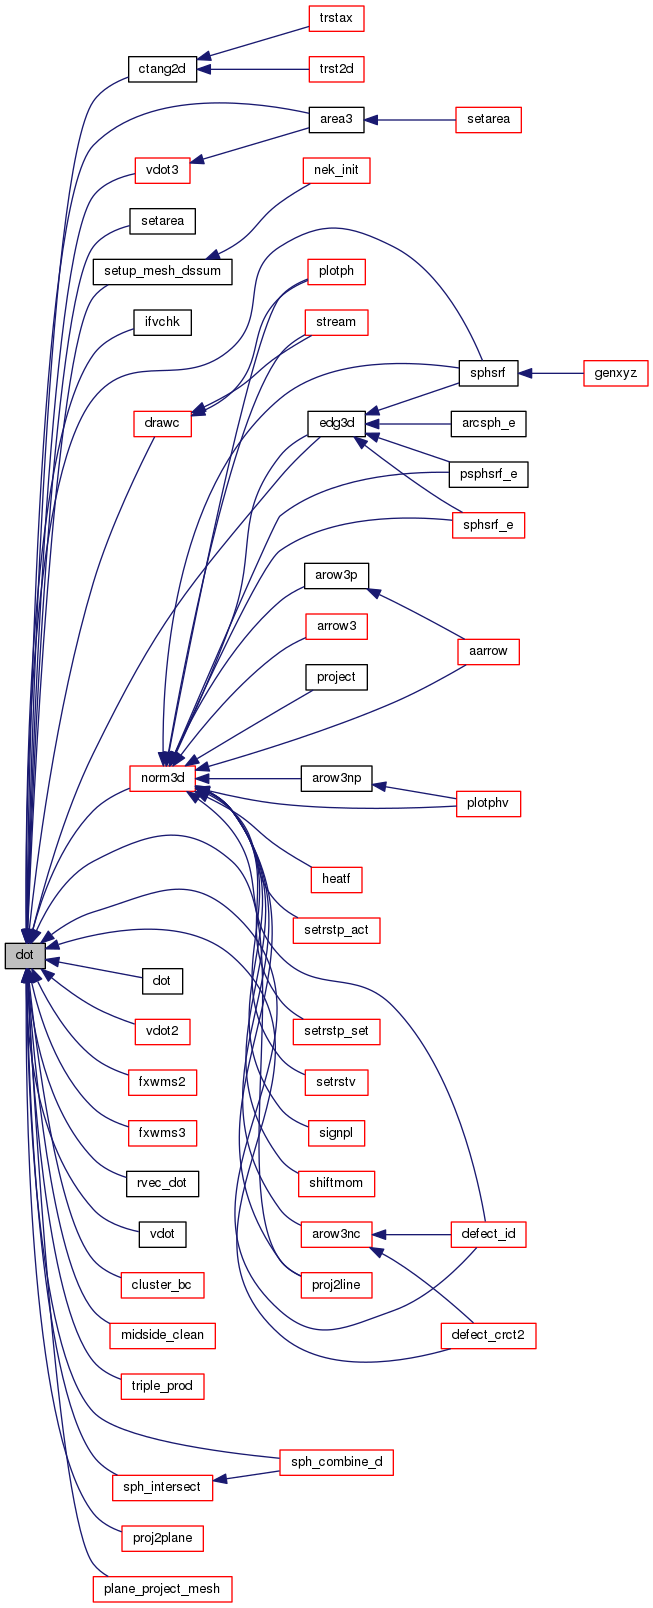 trstax
ctang2d
trst2d
area3
setarea
vdot3
nek_init
setarea
setup_mesh_dssum
plotph
ifvchk
stream
sphsrf
genxyz
drawc
edg3d
arcsph_e
psphsrf_e
sphsrf_e
arow3p
arrow3
aarrow
project
norm3d
arow3np
plotphv
heatf
setrstp_act
dot
dot
vdot2
setrstp_set
fxwms2
setrstv
fxwms3
signpl
rvec_dot
shiftmom
vdot
arow3nc
defect_id
cluster_bc
proj2line
midside_clean
defect_crct2
triple_prod
sph_combine_d
sph_intersect
proj2plane
plane_project_mesh